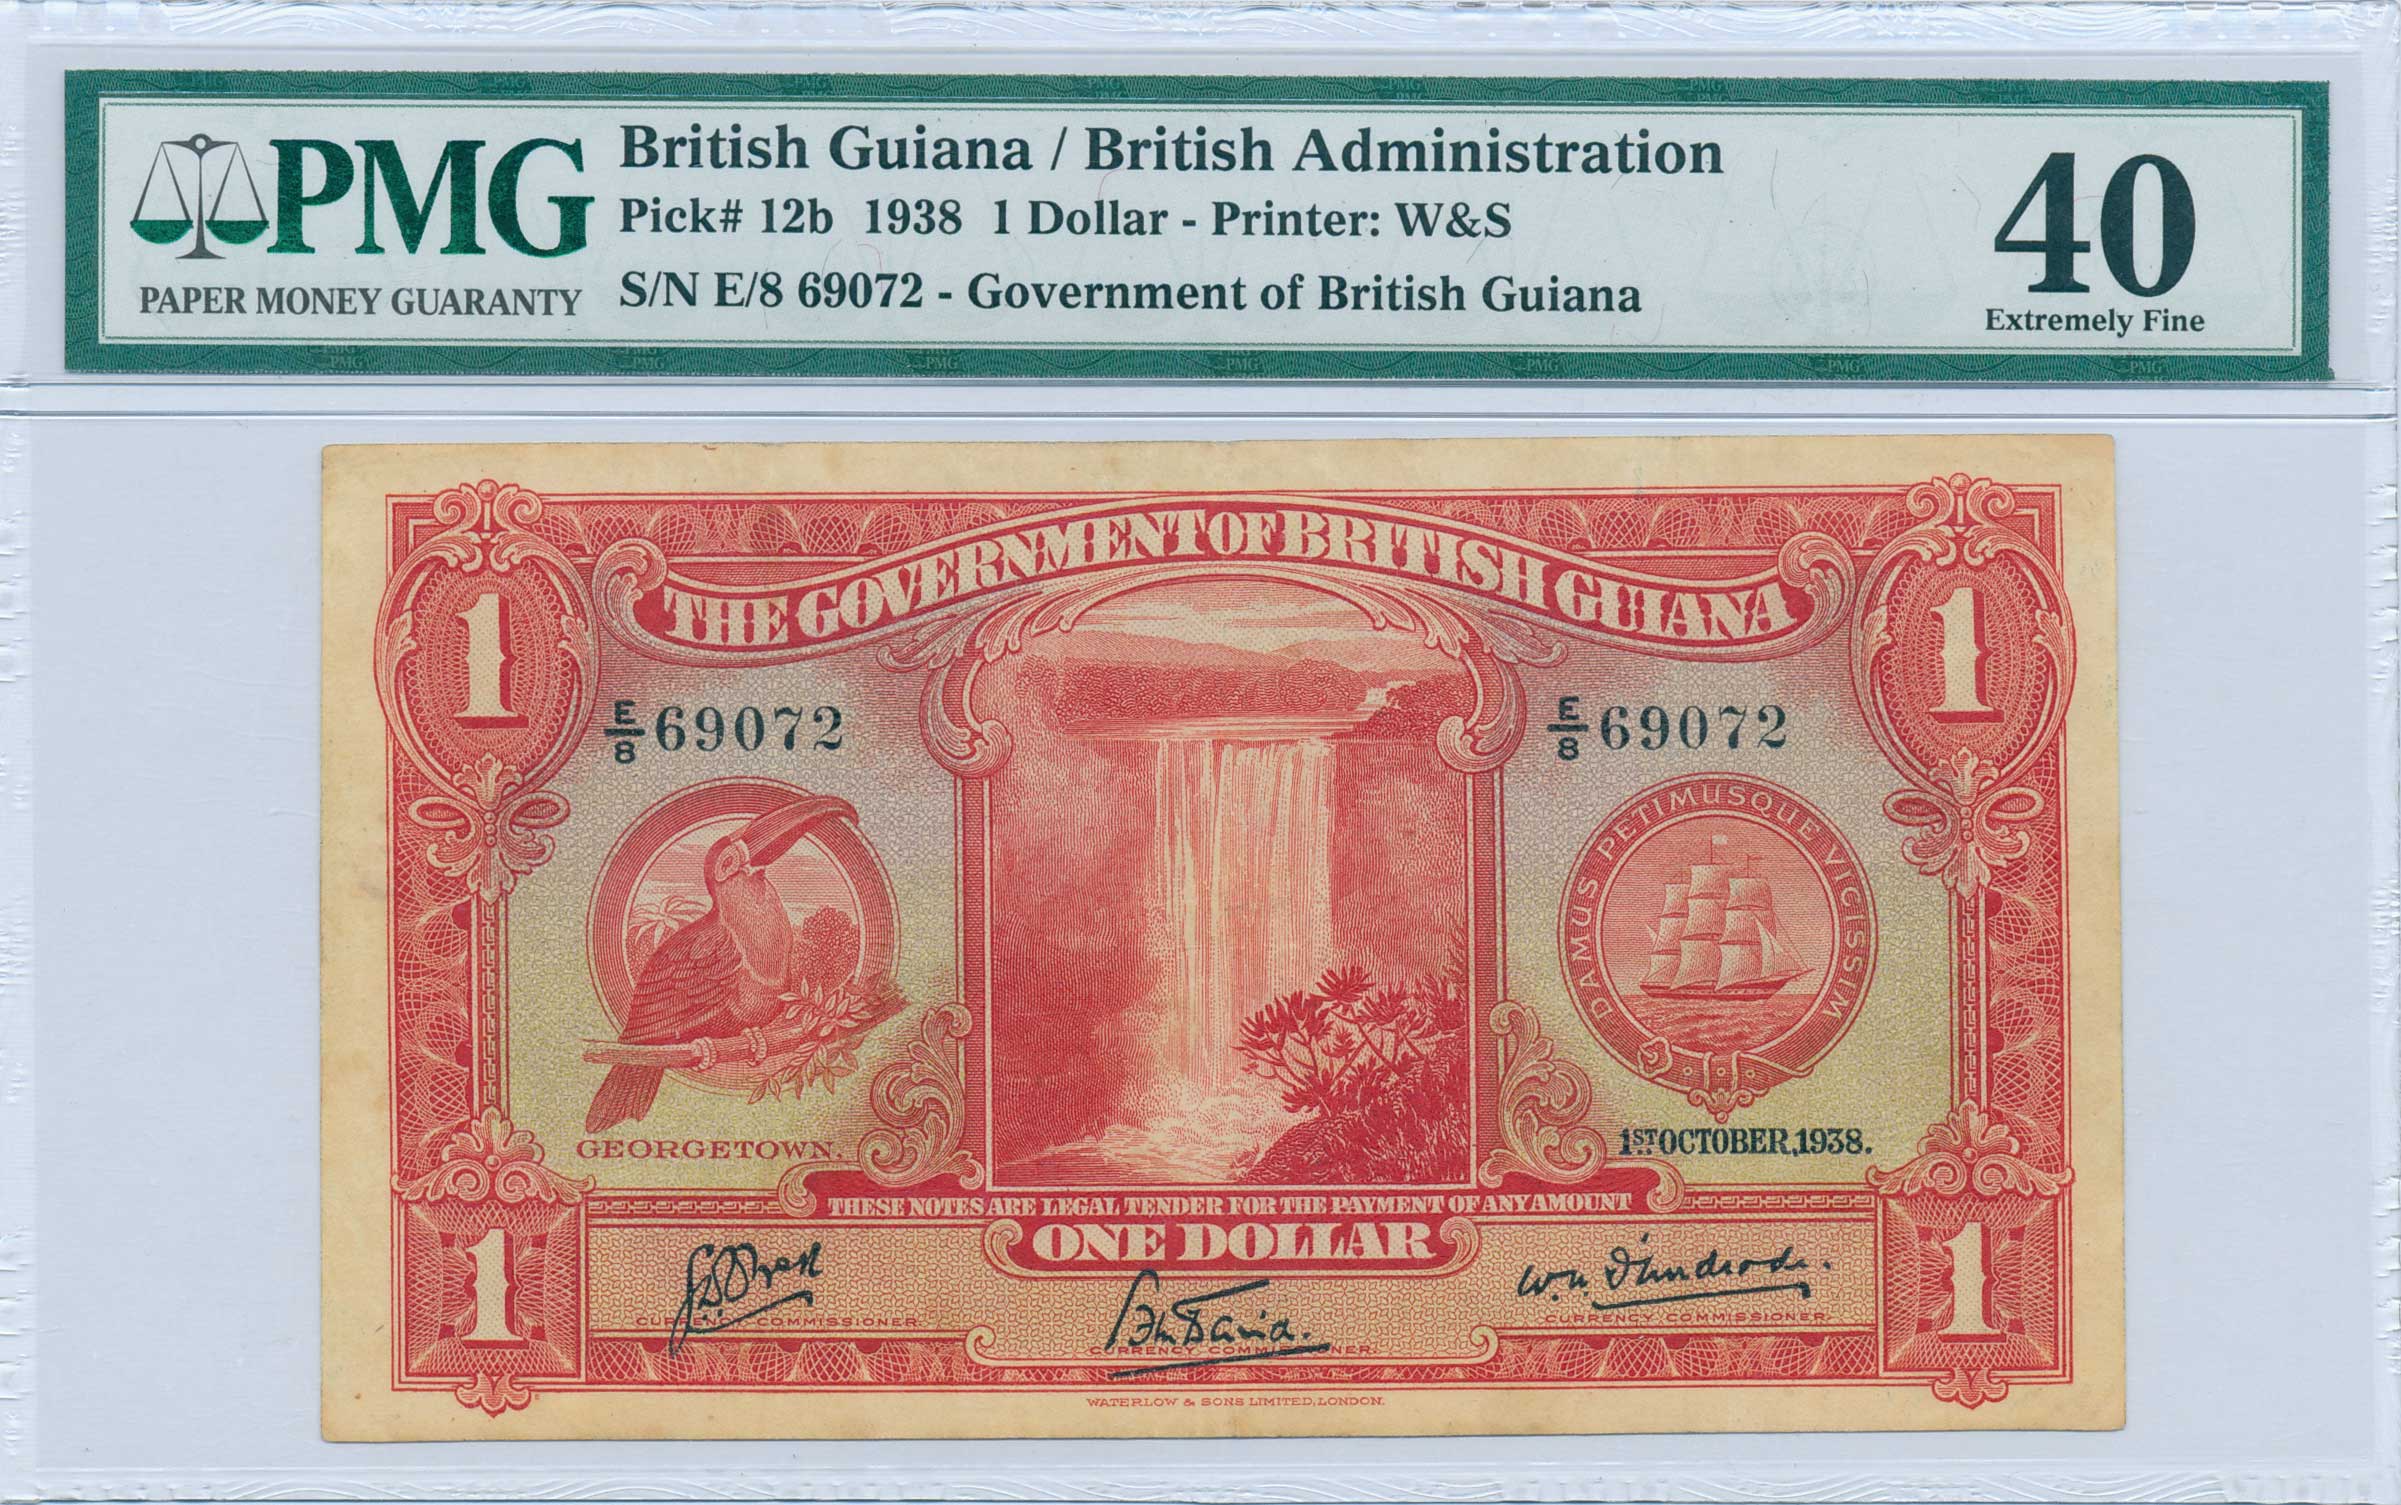 PMG
PAPER MONEY GUARANTY
British Guiana / British Administration
Pick# 12b 1938 1 Dollar - Printer: W&S
S/N E/8 69072 - Government of British Guiana
40
Extremely Fine
THE GOVERNMENT OF BRITISH GUIANA
1
1
E/8 69072
E/8 69072
DAMUS PETIMUSQUE VICISSIM
GEORGETOWN.
1ST. OCTOBER, 1938.
THESE NOTES ARE LEGAL TENDER FOR THE PAYMENT OF ANY AMOUNT
ONE DOLLAR
1
1
CURRENCY COMMISSIONER.
CURRENCY COMMISSIONER.
CURRENCY COMMISSIONER.
WATERLOW & SONS LIMITED, LONDON.